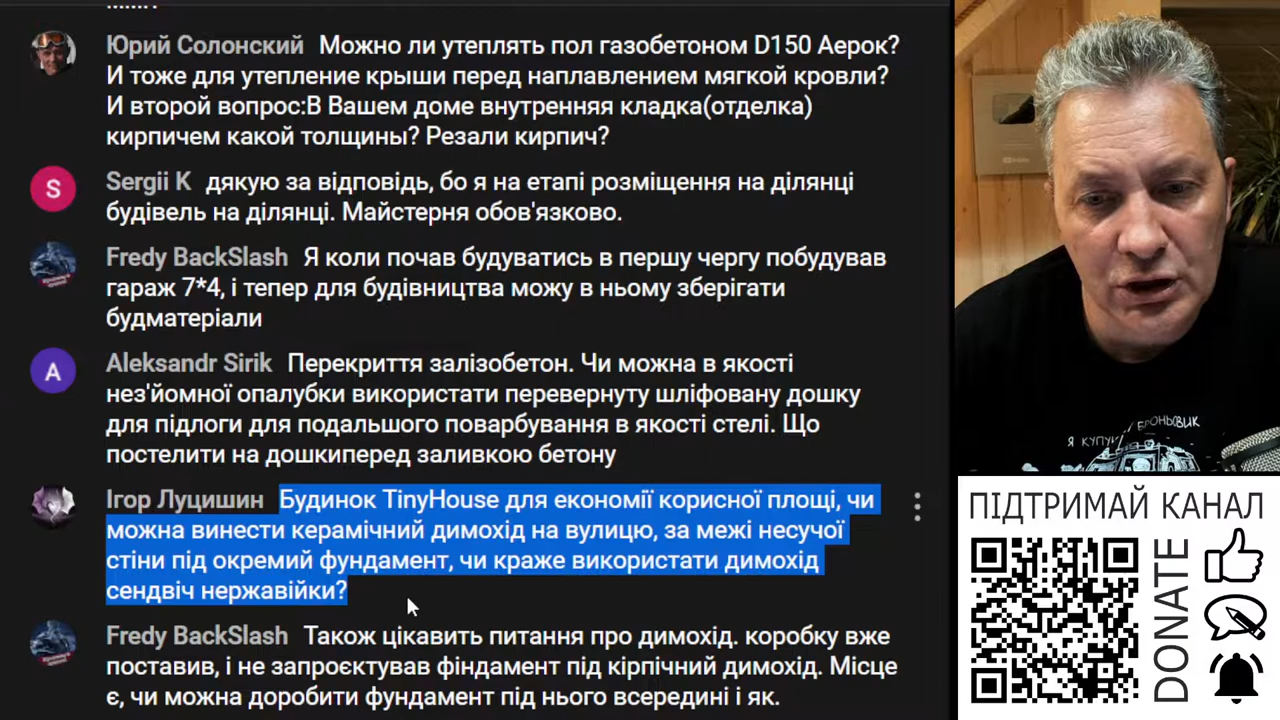 Юрий Солонский Можно ли утеплять пол газобетоном D150 Аерок?
И тоже для утепление крыши перед наплавлением мягкой кровли?
И второй вопрос:В Вашем доме внутренняя кладка(отделка)
кирпичем какой толщины? Резали кирпич?
S Sergii K дякую за відповідь, бо я на етапі розміщення на ділянці
будівель на ділянці. Майстерня обов'язково.
Fredy BackSlash Я коли почав будуватись в першу чергу побудував
гараж 7*4, і тепер для будівництва можу в ньому зберігати
будматеріали
A Aleksandr Sirik Перекриття залізобетон. Чи можна в якості
нез'йомної опалубки використати перевернуту шліфовану дошку
для підлоги для подальшого поварбування в якості стелі. Що
постелити на дошкиперед заливкою бетону
Ігор Луцишин Будинок TinyHouse для економії корисної площі, чи
можна винести керамічний димохід на вулицю, за межі несучої
стіни під окремий фундамент, чи краже використати димохід
сендвіч нержавійки?
Fredy BackSlash Також цікавить питання про димохід. коробку вже
поставив, і не запроєктував фіндамент під кірпічний димохід. Місце
є, чи можна доробити фундамент під нього всередині і як.
Я КУПУЮ БРОНЬОВИК
ПІДТРИМАЙ КАНАЛ
DONATE